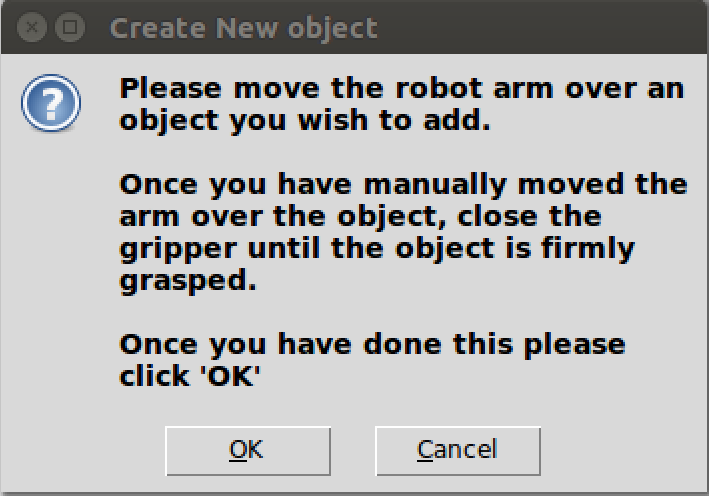 Create New object
Please move the robot arm over an
object you wish to add.
Once you have manually moved the
arm over the object, close the
gripper until the object is firmly
grasped.
Once you have done this please
click 'OK'
OK
Cancel